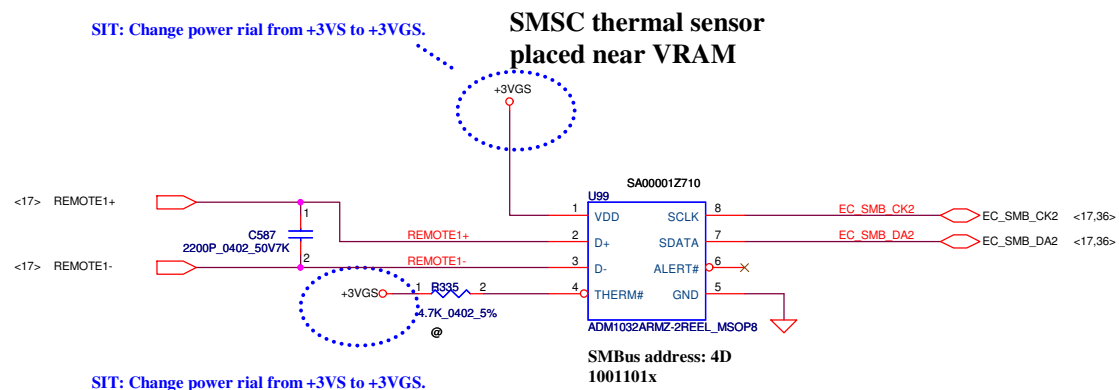 SIT: Change power rial from +3VS to +3VGS.
SMSC thermal sensor
placed near VRAM
+3VGS
SA00001Z710
U99
<17> REMOTE1+
1
C587
2200P_0402_50V7K
2
<17> REMOTE1-
REMOTE1+
REMOTE1-
1 VDD SCLK 8
2 D+ SDATA 7
3 D- ALERT# 6
4 THERM# GND 5
EC_SMB_CK2 EC_SMB_CK2 <17,36>
EC_SMB_DA2 EC_SMB_DA2 <17,36>
+3VGS 1 R335 2
4.7K_0402_5%
@
ADM1032ARMZ-2REEL_MSOP8
SMBus address: 4D
1001101x
SIT: Change power rial from +3VS to +3VGS.